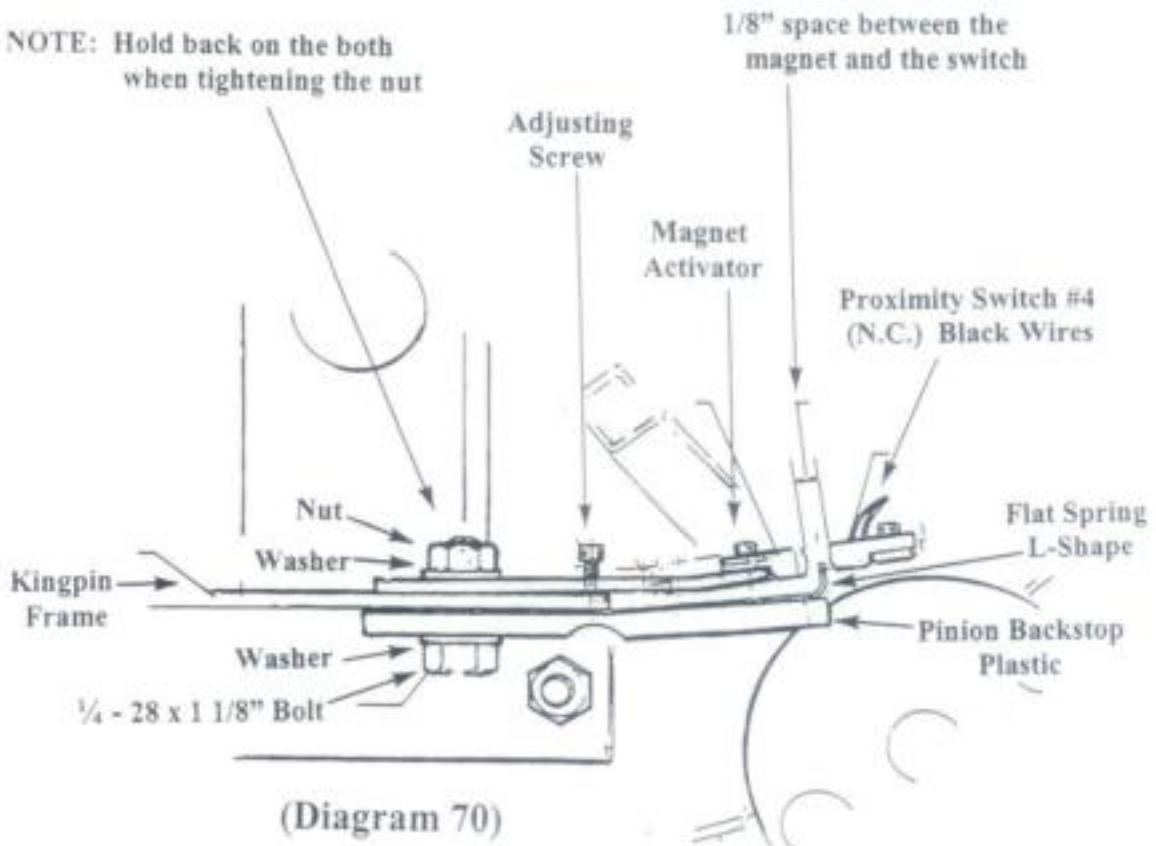 NOTE: Hold back on the both
when tightening the nut
1/8" space between the
magnet and the switch
Adjusting
Screw
Magnet
Activator
Proximity Switch #4
(N.C.) Black Wires
Nut
Washer
Flat Spring
L-Shape
Kingpin
Frame
Pinion Backstop
Plastic
Washer
¼ - 28 x 1 1/8" Bolt
(Diagram 70)